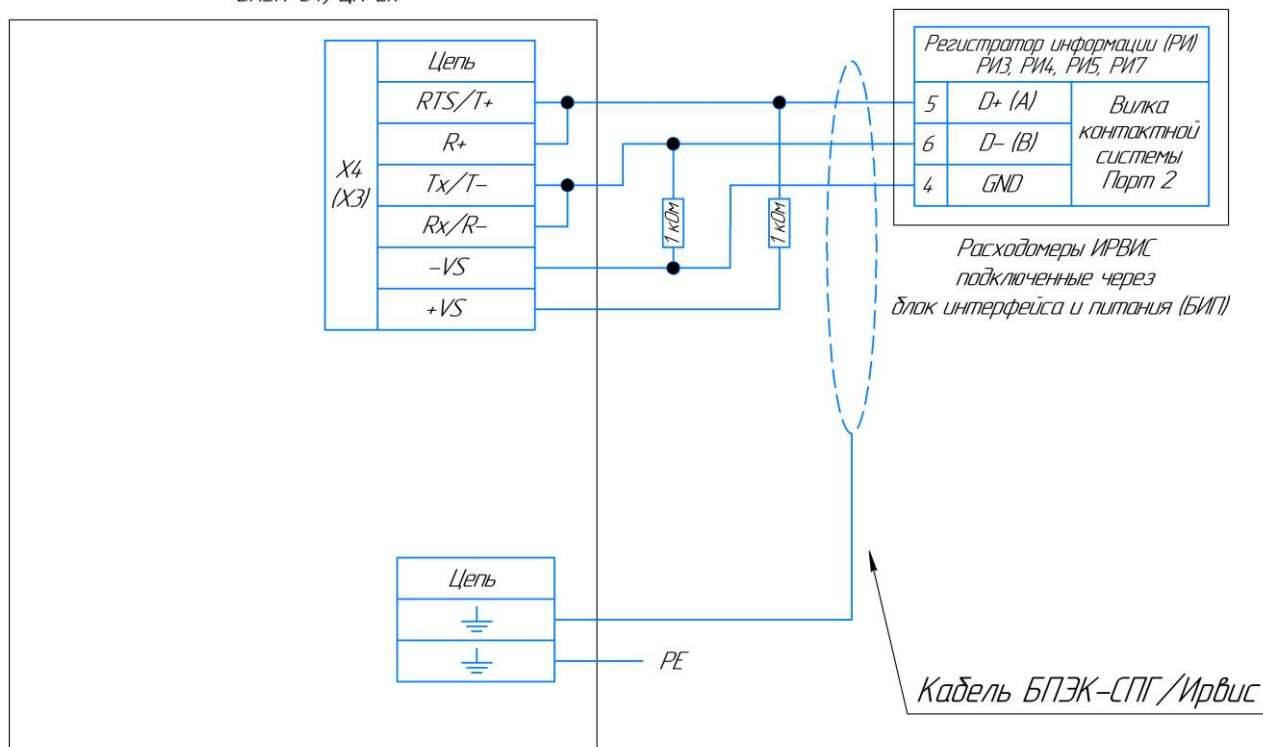 Цепь
RTS/T+
R+
Tx/T-
Rx/R-
-VS
+VS
X4
(X3)
1 кОм
1 кОм
Регистратор информации (РИ)
РИ3, РИ4, РИ5, РИ7
5 D+ (A)
6 D- (B)
4 GND
Вилка
контактной
системы
Порт 2
Расходомеры ИРВИС
подключенные через
блок интерфейса и питания (БИП)
Цепь
PE
Кабель БПЭК-СПГ/Ирвис